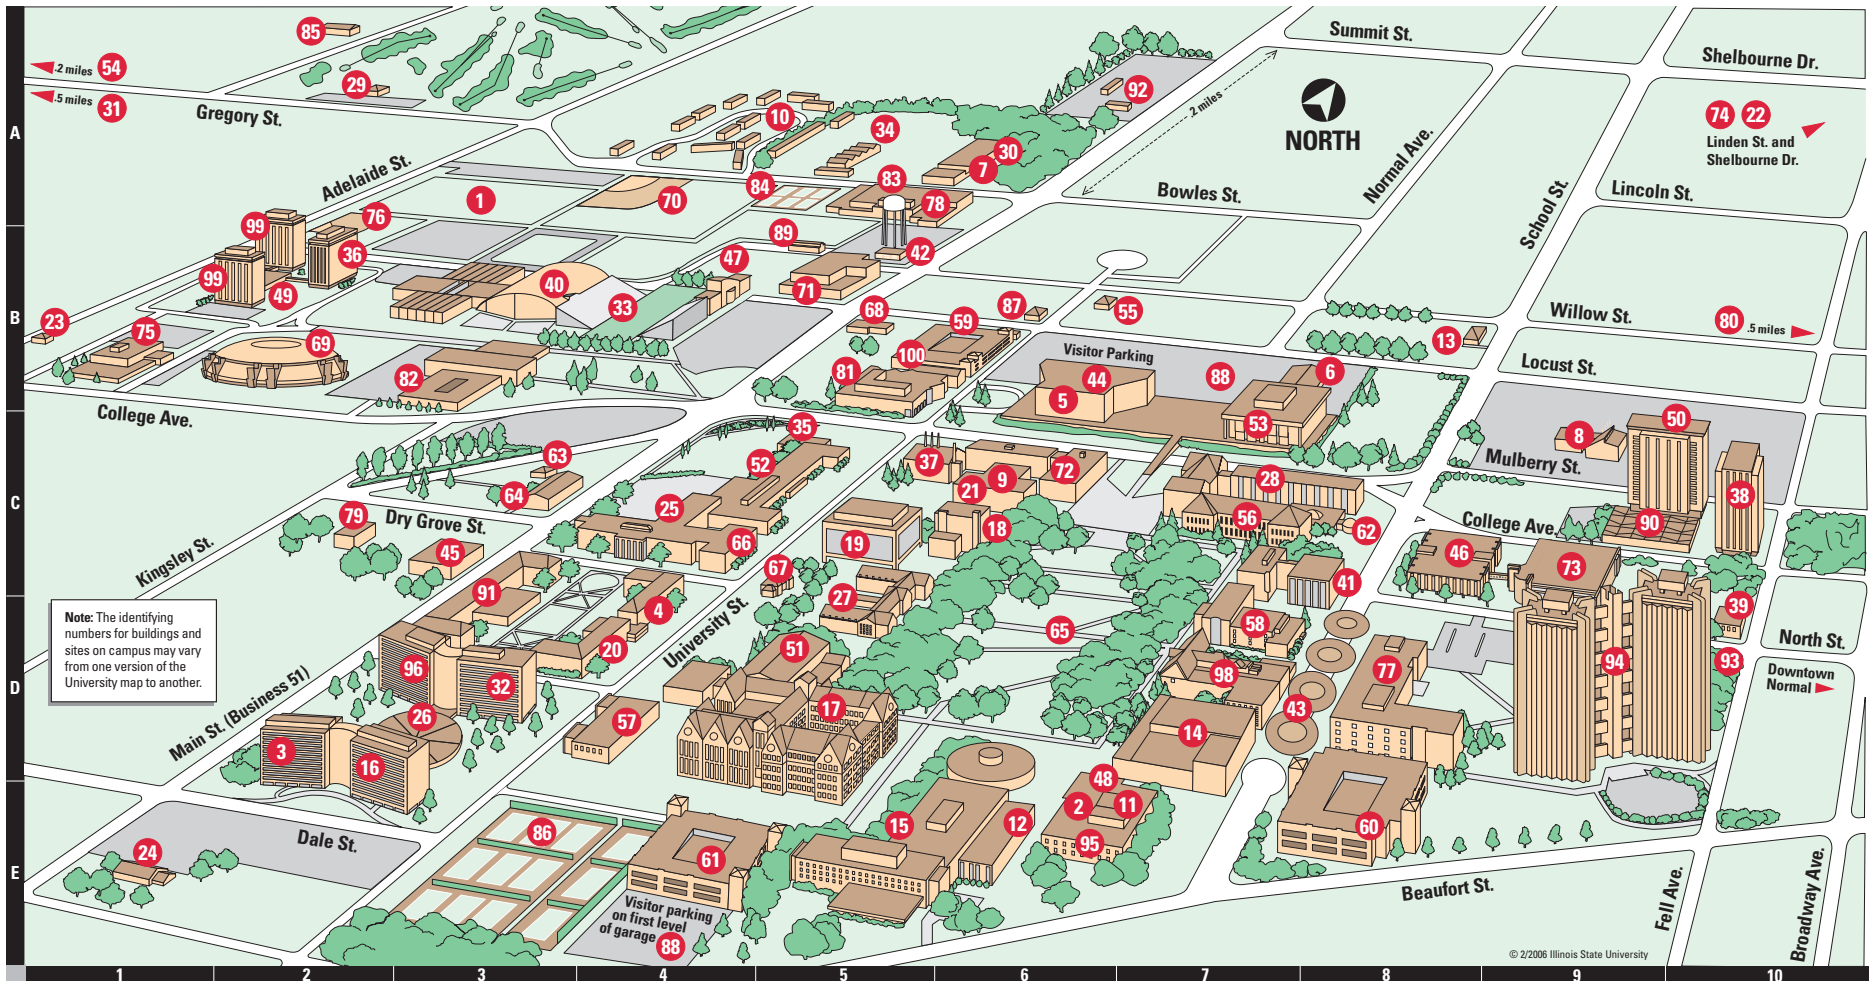 85
Summit St.
Shelbourne Dr.
.2 miles 54
29
.5 miles 31
92
2 miles
NORTH
74 22
Linden St. and
Shelbourne Dr.
Gregory St.
10
34
A
30
7
Normal Ave.
Adelaide St.
83
84
70
78
1
Bowles St.
Lincoln St.
School St.
76
99
36
89
42
47
99
49
40
71
33
68
87
55
Willow St.
80 .5 miles
23
75
B
59
13
69
100
Visitor Parking
Locust St.
82
81
44
88
6
5
College Ave.
53
50
35
8
63
52
37
72
Mulberry St.
9
21
28
64
C
38
25
79
Dry Grove St.
18
56
College Ave.
90
66
19
62
45
46
Kingsley St.
67
73
91
41
27
4
39
Note: The identifying
numbers for buildings and
sites on campus may vary
from one version of the
University map to another.
University St.
58
65
North St.
20
51
96
94
93
98
77
Downtown
Normal
D
32
Main St. (Business 51)
17
43
26
57
14
3
16
48
2
11
86
15
12
60
Dale St.
95
24
61
E
Beaufort St.
Fell Ave.
Broadway Ave.
Visitor parking
on first level
of garage
88
© 2/2006 Illinois State University
1 2 3 4 5 6 7 8 9 10